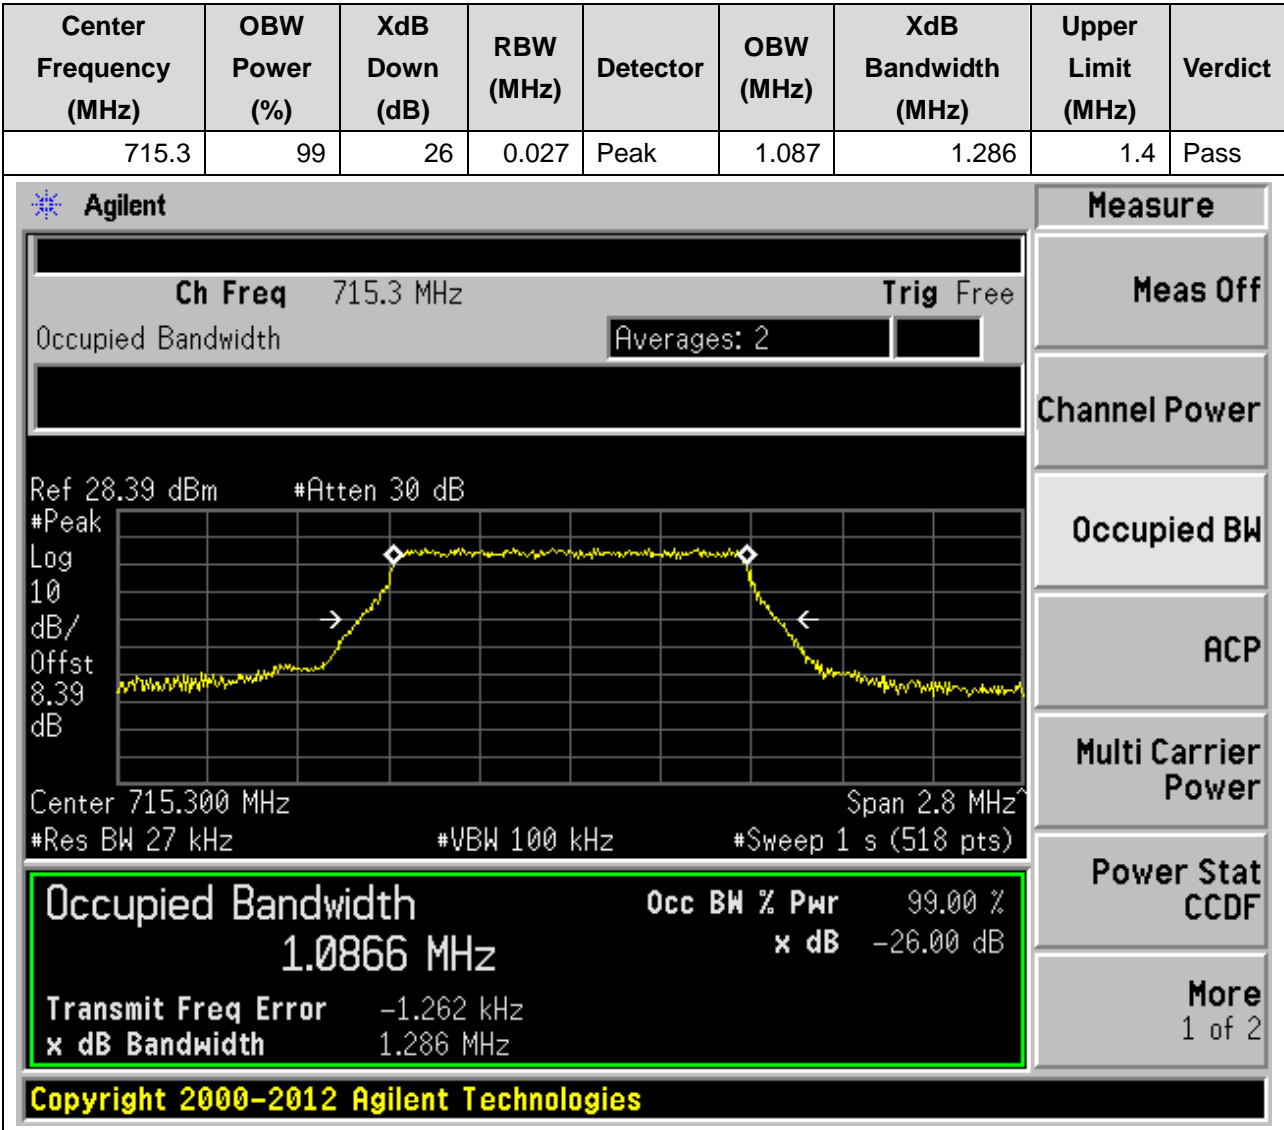 Center Frequency (MHz) OBW Power (%) XdB Down (dB) RBW (MHz) Detector OBW (MHz) XdB Bandwidth (MHz) Upper Limit (MHz) Verdict
715.3 99 26 0.027 Peak 1.087 1.286 1.4 Pass
Agilent
Measure
Ch Freq 715.3 MHz Trig Free
Meas Off
Occupied Bandwidth Averages: 2
Channel Power
Ref 28.39 dBm #Atten 30 dB
#Peak
Log
10
dB/
Offst
8.39
dB
Occupied BW
ACP
Multi Carrier
Power
Center 715.300 MHz Span 2.8 MHz^
#Res BW 27 kHz #VBW 100 kHz #Sweep 1 s (518 pts)
Power Stat
CCDF
Occupied Bandwidth Occ BW % Pwr 99.00 %
1.0866 MHz x dB -26.00 dB
Transmit Freq Error -1.262 kHz
x dB Bandwidth 1.286 MHz
More
1 of 2
Copyright 2000-2012 Agilent Technologies